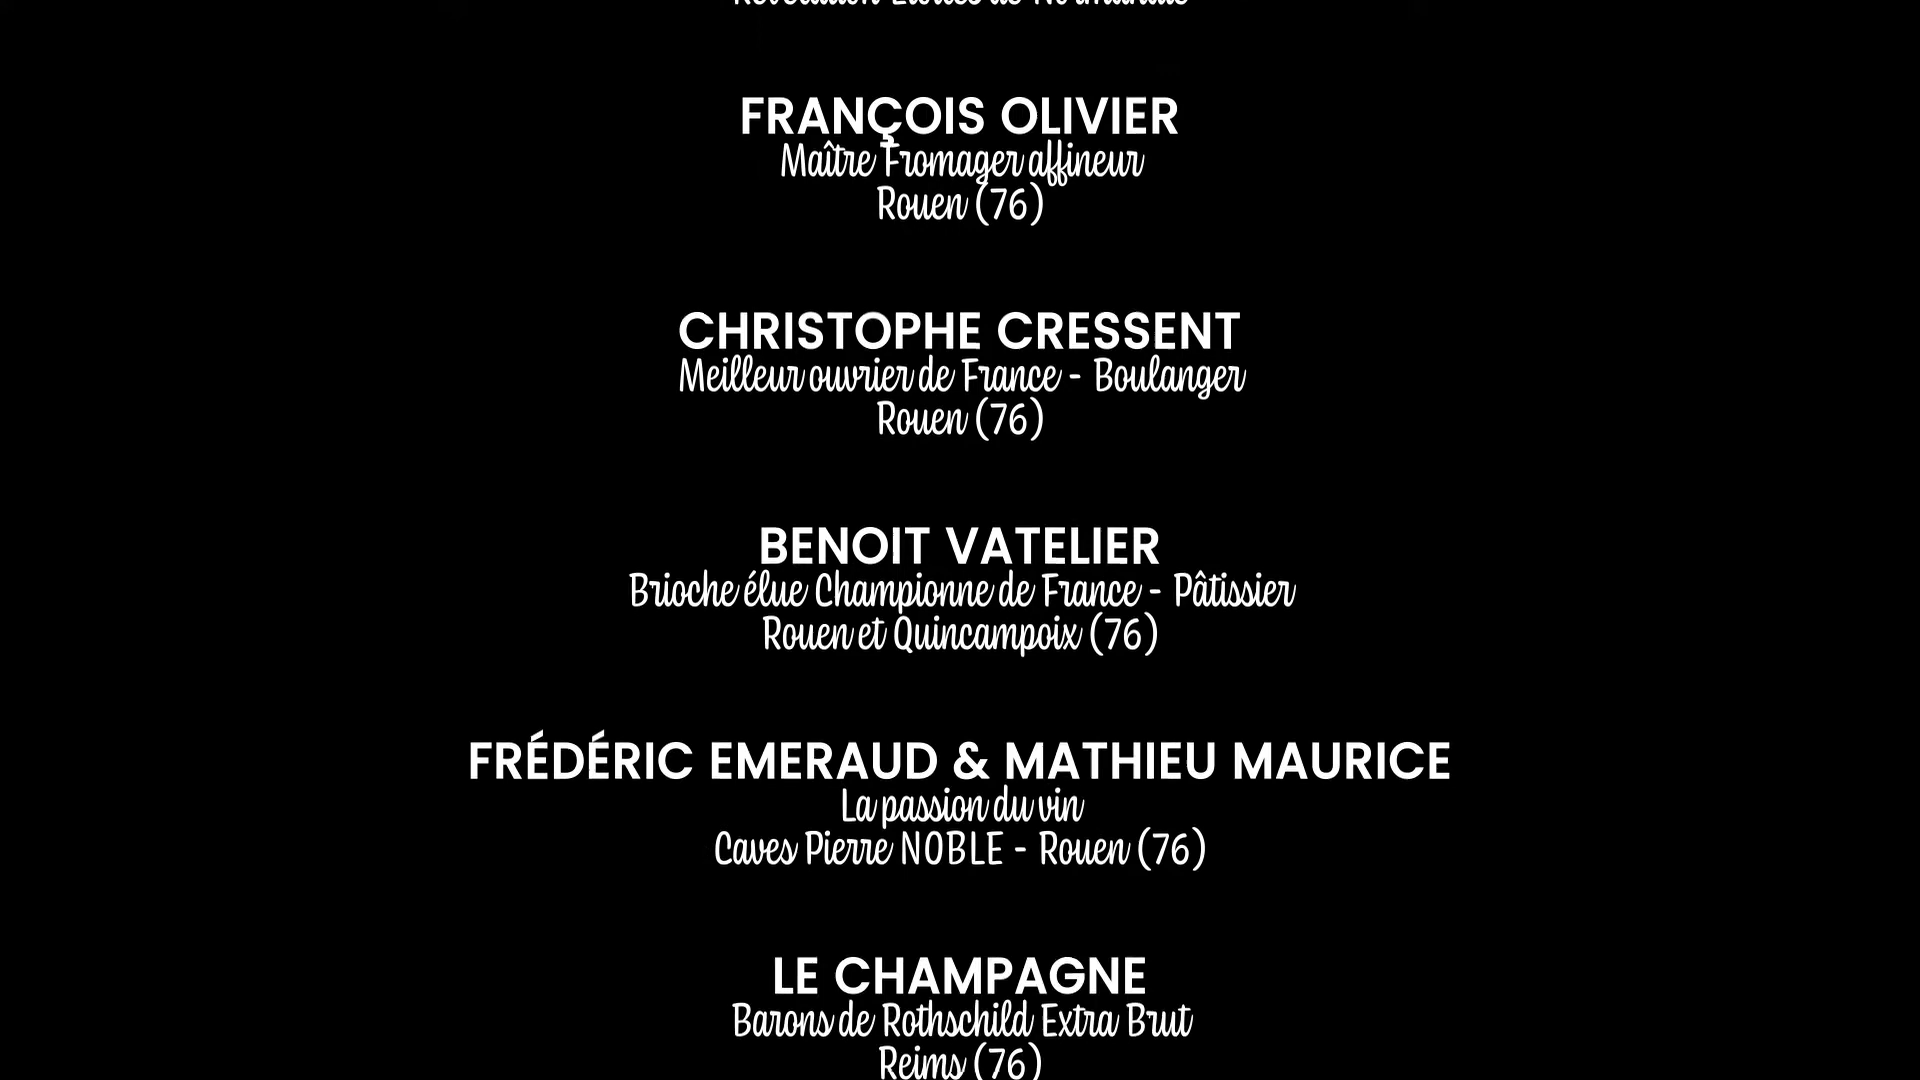 FRANÇOIS OLIVIER
Maître Fromager affineur
Rouen (76)
CHRISTOPHE CRESSENT
Meilleur ouvrier de France - Boulanger
Rouen (76)
BENOIT VATELIER
Brioche élue Championne de France - Pâtissier
Rouen et Quincampoix (76)
FRÉDÉRIC EMERAUD & MATHIEU MAURICE
La passion du vin
Caves Pierre NOBLE - Rouen (76)
LE CHAMPAGNE
Barons de Rothschild Extra Brut
Reims (76)